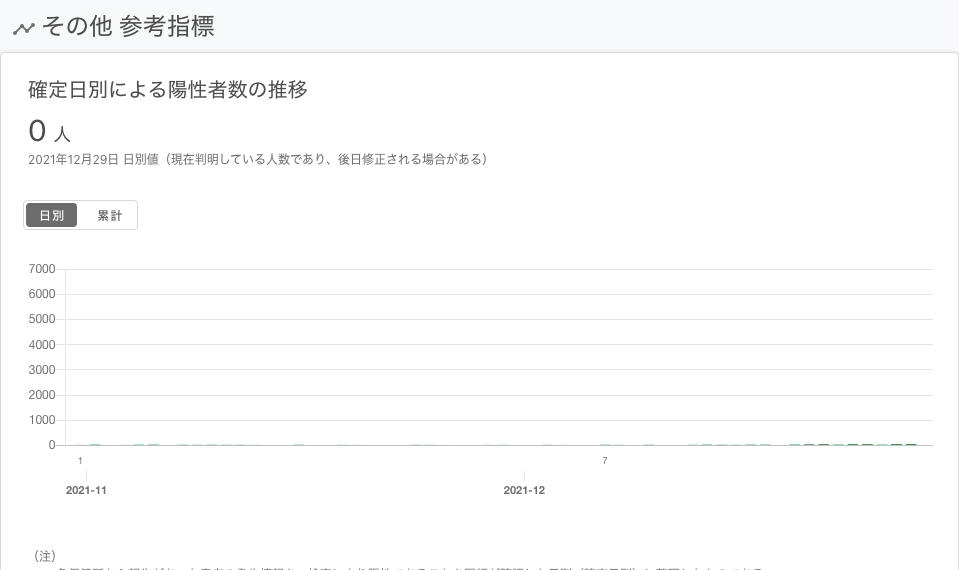 その他 参考指標
確定日別による陽性者数の推移
0 人
2021年12月29日 日別値（現在判明している人数であり、後日修正される場合がある）
日別 累計
7000
6000
5000
4000
3000
2000
1000
0
1 7
2021-11 2021-12
（注）